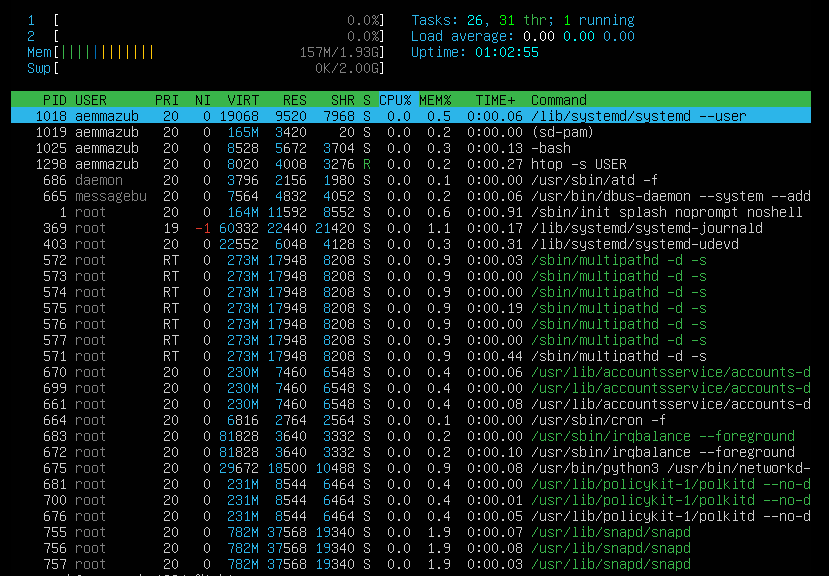 1 [ 0.0%] Tasks: 26, 31 thr; 1 running
2 [ 0.0%] Load average: 0.00 0.00 0.00
Mem[|||||||||||| 157M/1.93G] Uptime: 01:02:55
Swp[ 0K/2.00G]
PID USER PRI NI VIRT RES SHR S CPU% MEM% TIME+ Command
1018 aemmazub 20 0 19068 9520 7968 S 0.0 0.5 0:00.06 /lib/systemd/systemd --user
1019 aemmazub 20 0 165M 3420 20 S 0.0 0.2 0:00.00 (sd-pam)
1025 aemmazub 20 0 8528 5672 3704 S 0.0 0.3 0:00.13 -bash
1298 aemmazub 20 0 8020 4008 3276 R 0.0 0.2 0:00.27 htop -s USER
686 daemon 20 0 3796 2156 1980 S 0.0 0.1 0:00.00 /usr/sbin/atd -f
665 messagebu 20 0 7564 4832 4052 S 0.0 0.2 0:00.06 /usr/bin/dbus-daemon --system --add
1 root 20 0 164M 11592 8552 S 0.0 0.6 0:00.91 /sbin/init splash noprompt noshell
369 root 19 -1 60332 22440 21420 S 0.0 1.1 0:00.17 /lib/systemd/systemd-journald
403 root 20 0 22552 6048 4128 S 0.0 0.3 0:00.31 /lib/systemd/systemd-udevd
572 root RT 0 273M 17948 8208 S 0.0 0.9 0:00.03 /sbin/multipathd -d -s
573 root RT 0 273M 17948 8208 S 0.0 0.9 0:00.00 /sbin/multipathd -d -s
574 root RT 0 273M 17948 8208 S 0.0 0.9 0:00.00 /sbin/multipathd -d -s
575 root RT 0 273M 17948 8208 S 0.0 0.9 0:00.19 /sbin/multipathd -d -s
576 root RT 0 273M 17948 8208 S 0.0 0.9 0:00.00 /sbin/multipathd -d -s
577 root RT 0 273M 17948 8208 S 0.0 0.9 0:00.00 /sbin/multipathd -d -s
571 root RT 0 273M 17948 8208 S 0.0 0.9 0:00.44 /sbin/multipathd -d -s
670 root 20 0 230M 7460 6548 S 0.0 0.4 0:00.06 /usr/lib/accountsservice/accounts-d
699 root 20 0 230M 7460 6548 S 0.0 0.4 0:00.00 /usr/lib/accountsservice/accounts-d
661 root 20 0 230M 7460 6548 S 0.0 0.4 0:00.08 /usr/lib/accountsservice/accounts-d
664 root 20 0 6816 2764 2564 S 0.0 0.1 0:00.00 /usr/sbin/cron -f
683 root 20 0 81828 3640 3332 S 0.0 0.2 0:00.00 /usr/sbin/irqbalance --foreground
672 root 20 0 81828 3640 3332 S 0.0 0.2 0:00.10 /usr/sbin/irqbalance --foreground
675 root 20 0 29672 18500 10488 S 0.0 0.9 0:00.08 /usr/bin/python3 /usr/bin/networkd-
681 root 20 0 231M 8544 6464 S 0.0 0.4 0:00.00 /usr/lib/policykit-1/polkitd --no-d
700 root 20 0 231M 8544 6464 S 0.0 0.4 0:00.01 /usr/lib/policykit-1/polkitd --no-d
676 root 20 0 231M 8544 6464 S 0.0 0.4 0:00.05 /usr/lib/policykit-1/polkitd --no-d
755 root 20 0 782M 37568 19340 S 0.0 1.9 0:00.07 /usr/lib/snapd/snapd
756 root 20 0 782M 37568 19340 S 0.0 1.9 0:00.08 /usr/lib/snapd/snapd
757 root 20 0 782M 37568 19340 S 0.0 1.9 0:00.03 /usr/lib/snapd/snapd